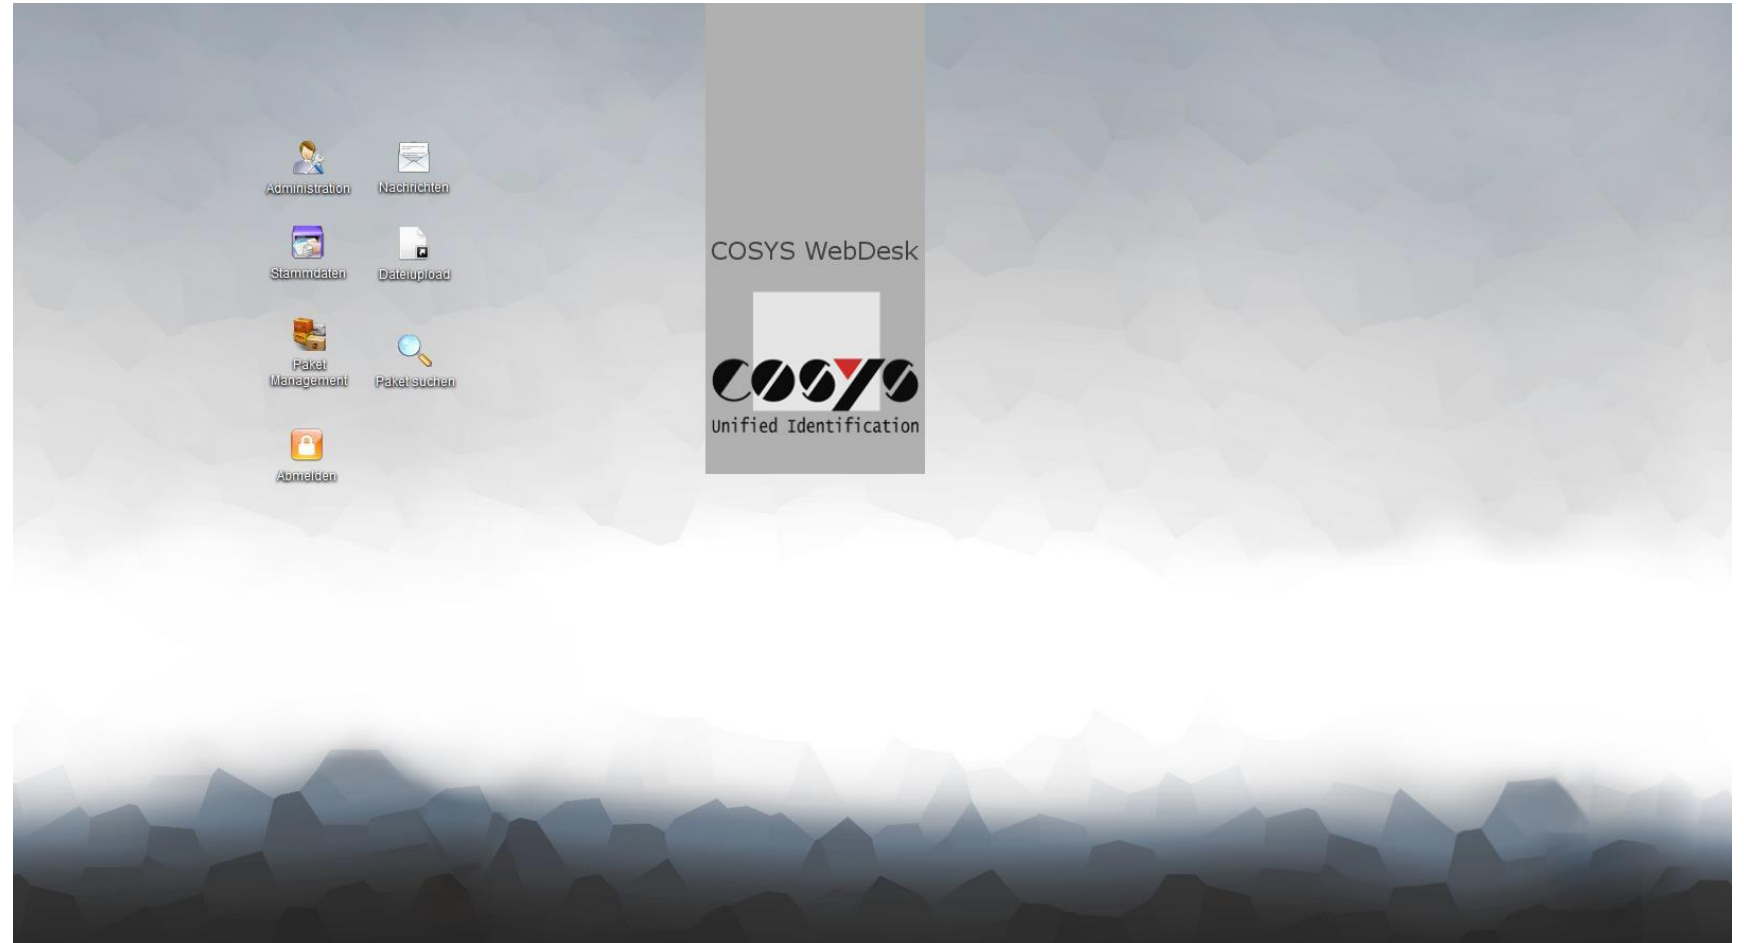 Administration
Nachrichten
Stammdaten
Dateiupload
Paket
Management
Paket suchen
Abmelden
COSYS WebDesk
COSYS
Unified Identification